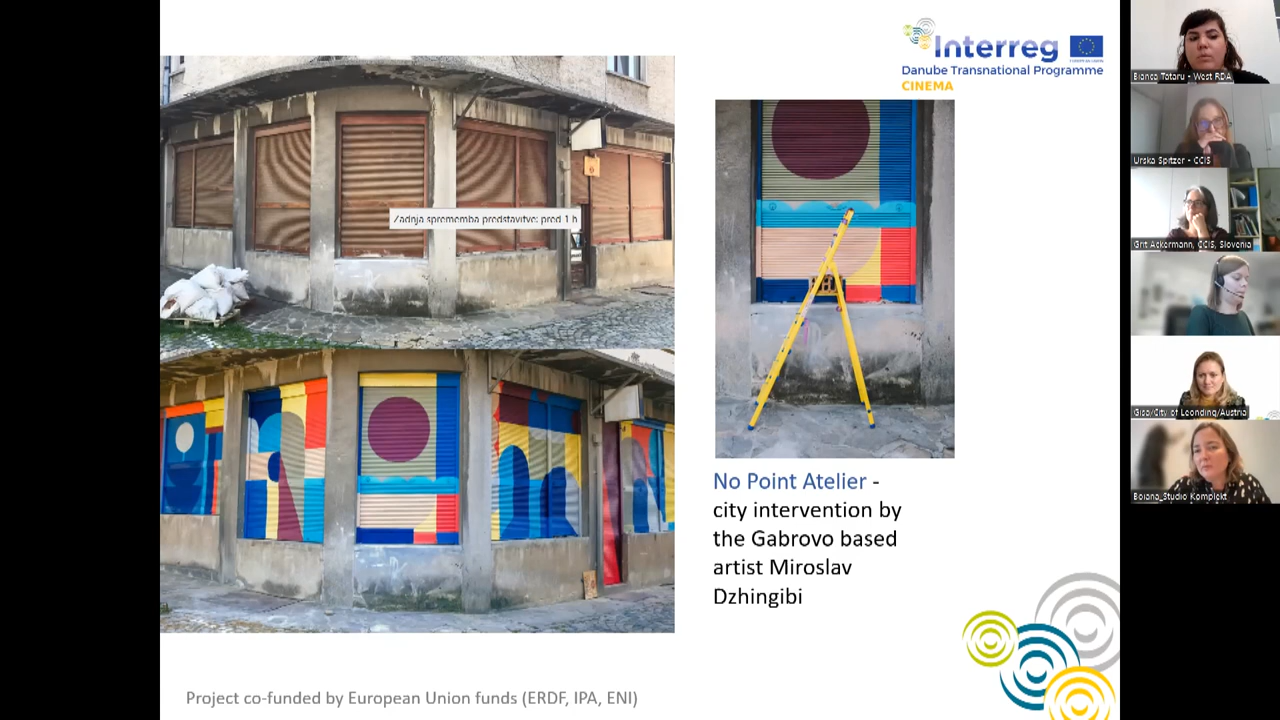 Interreg
Danube Transnational Programme
CINEMA
Zadnja sprememba predstavitve: pred 1 h
No Point Atelier -
city intervention by
the Gabrovo based
artist Miroslav
Dzhingibi
Project co-funded by European Union funds (ERDF, IPA, ENI)
Bianca Tataru - West RDA
Urska Spitzer - CCIS
Grit Ackermann, CCIS, Slovenia
Gisa/City of Leonding/Austria
Boiana_Studio Komplekt